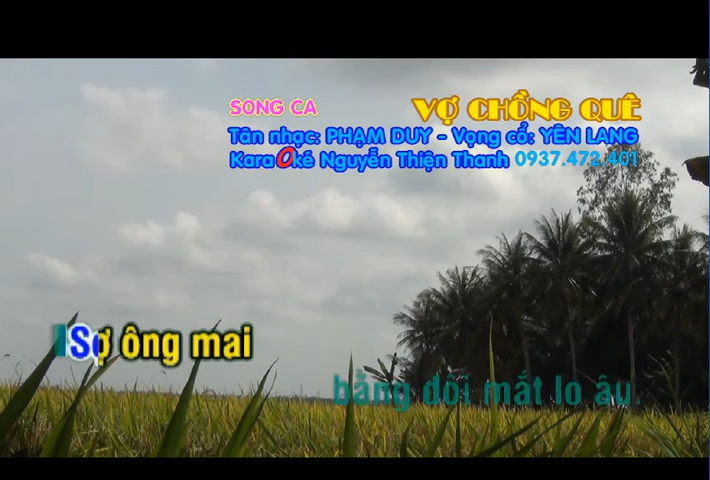 SONG CA
VỢ CHỒNG QUÊ
Tân nhạc: PHẠM DUY - Vọng cổ: YÊN LANG
KaraOké Nguyễn Thiện Thanh 0937.472.401
Sợ ông mai
bằng đôi mắt lo âu.